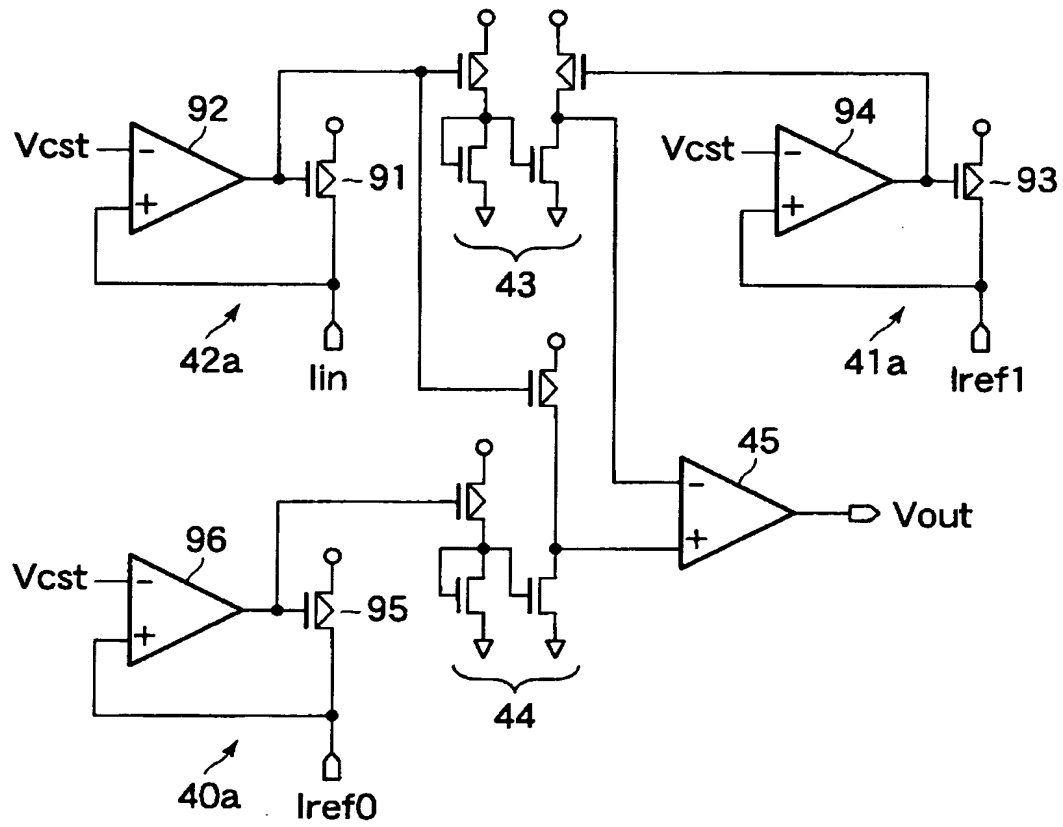 92
Vcst
-
+
91
42a
Iin
43
94
Vcst
-
+
93
41a
Iref1
45
-
+
Vout
96
Vcst
-
+
95
40a
Iref0
44